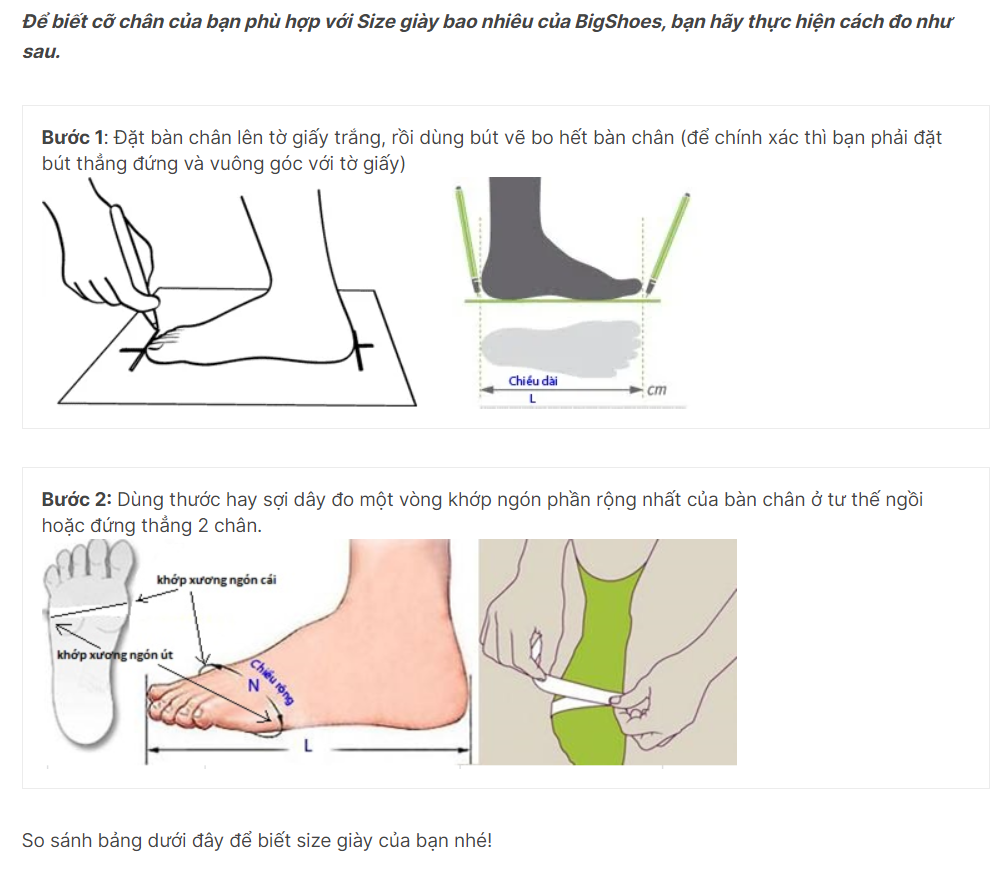 Để biết cỡ chân của bạn phù hợp với Size giày bao nhiêu của BigShoes, bạn hãy thực hiện cách đo như
sau.
Bước 1: Đặt bàn chân lên tờ giấy trắng, rồi dùng bút vẽ bo hết bàn chân (để chính xác thì bạn phải đặt
bút thẳng đứng và vuông góc với tờ giấy)
Chiều dài
L
cm
Bước 2: Dùng thước hay sợi dây đo một vòng khớp ngón phần rộng nhất của bàn chân ở tư thế ngồi
hoặc đứng thẳng 2 chân.
khớp xương ngón cái
khớp xương ngón út
Chiều rộng
N
L
So sánh bảng dưới đây để biết size giày của bạn nhé!